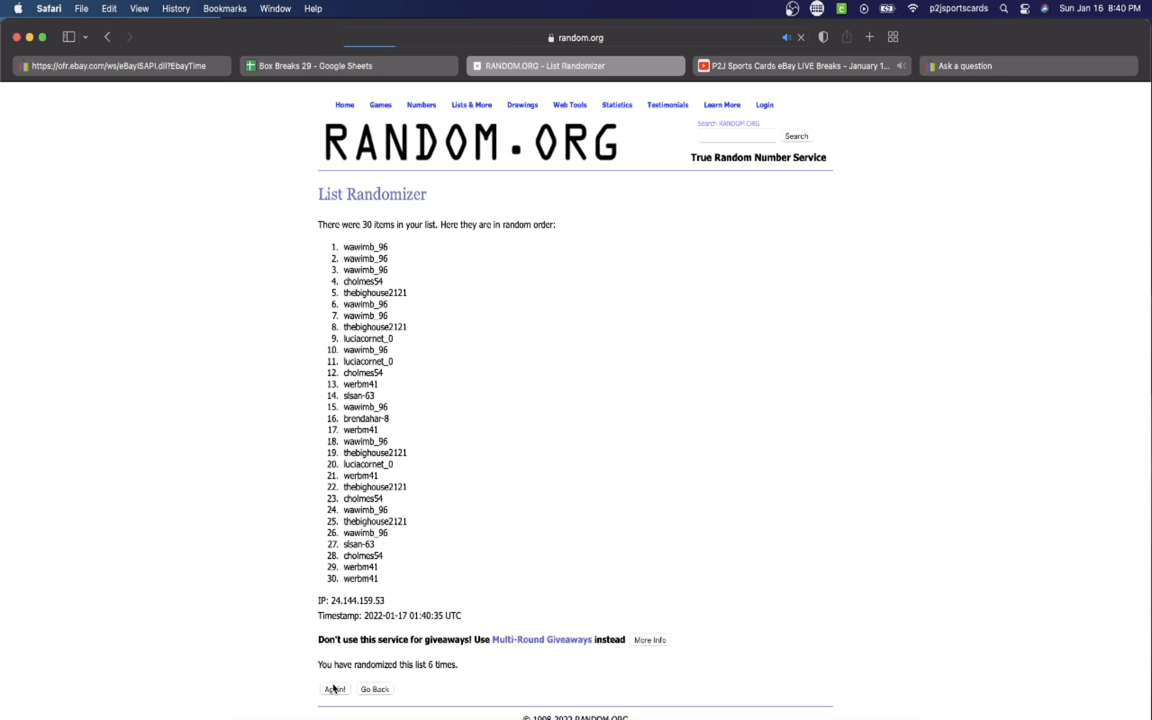 Safari File Edit View History Bookmarks Window Help p2jsportscards Sun Jan 16 8:40 PM
random.org
https://ofr.ebay.com/ws/eBayISAPI.dll?EbayTime Box Breaks 29 - Google Sheets RANDOM.ORG - List Randomizer P2J Sports Cards eBay LIVE Breaks - January 1... Ask a question
Home Games Numbers Lists & More Drawings Web Tools Statistics Testimonials Learn More Login
Search RANDOM.ORG
RANDOM.ORG
Search
True Random Number Service
List Randomizer
There were 30 items in your list. Here they are in random order:
1. wawimb_96
2. wawimb_96
3. wawimb_96
4. cholmes54
5. thebighouse2121
6. wawimb_96
7. wawimb_96
8. thebighouse2121
9. luciacornet_0
10. wawimb_96
11. luciacornet_0
12. cholmes54
13. werbm41
14. slsan-63
15. wawimb_96
16. brendahar-8
17. werbm41
18. wawimb_96
19. thebighouse2121
20. luciacornet_0
21. werbm41
22. thebighouse2121
23. cholmes54
24. wawimb_96
25. thebighouse2121
26. wawimb_96
27. slsan-63
28. cholmes54
29. werbm41
30. werbm41
IP: 24.144.159.53
Timestamp: 2022-01-17 01:40:35 UTC
Don't use this service for giveaways! Use Multi-Round Giveaways instead More Info
You have randomized this list 6 times.
Again! Go Back
© 1998-2022 RANDOM.ORG